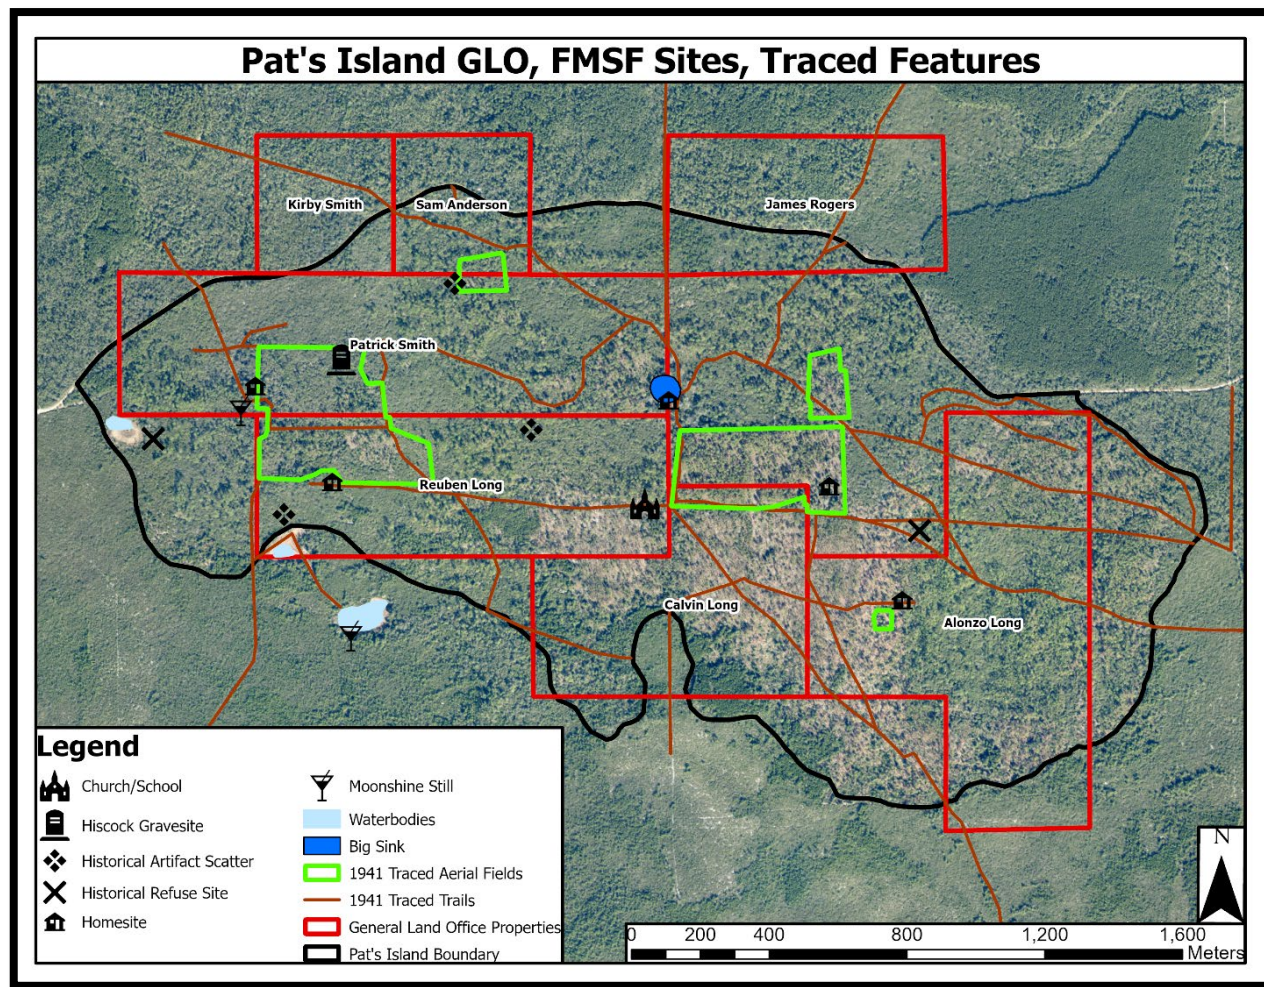 Pat's Island GLO, FMSF Sites, Traced Features
Kirby Smith
Sam Anderson
James Rogers
Patrick Smith
Reuben Long
Calvin Long
Alonzo Long
Legend
Church/School
Hiscock Gravesite
Historical Artifact Scatter
Historical Refuse Site
Homesite
Moonshine Still
Waterbodies
Big Sink
1941 Traced Aerial Fields
1941 Traced Trails
General Land Office Properties
Pat's Island Boundary
N
0 200 400 800 1,200 1,600
Meters